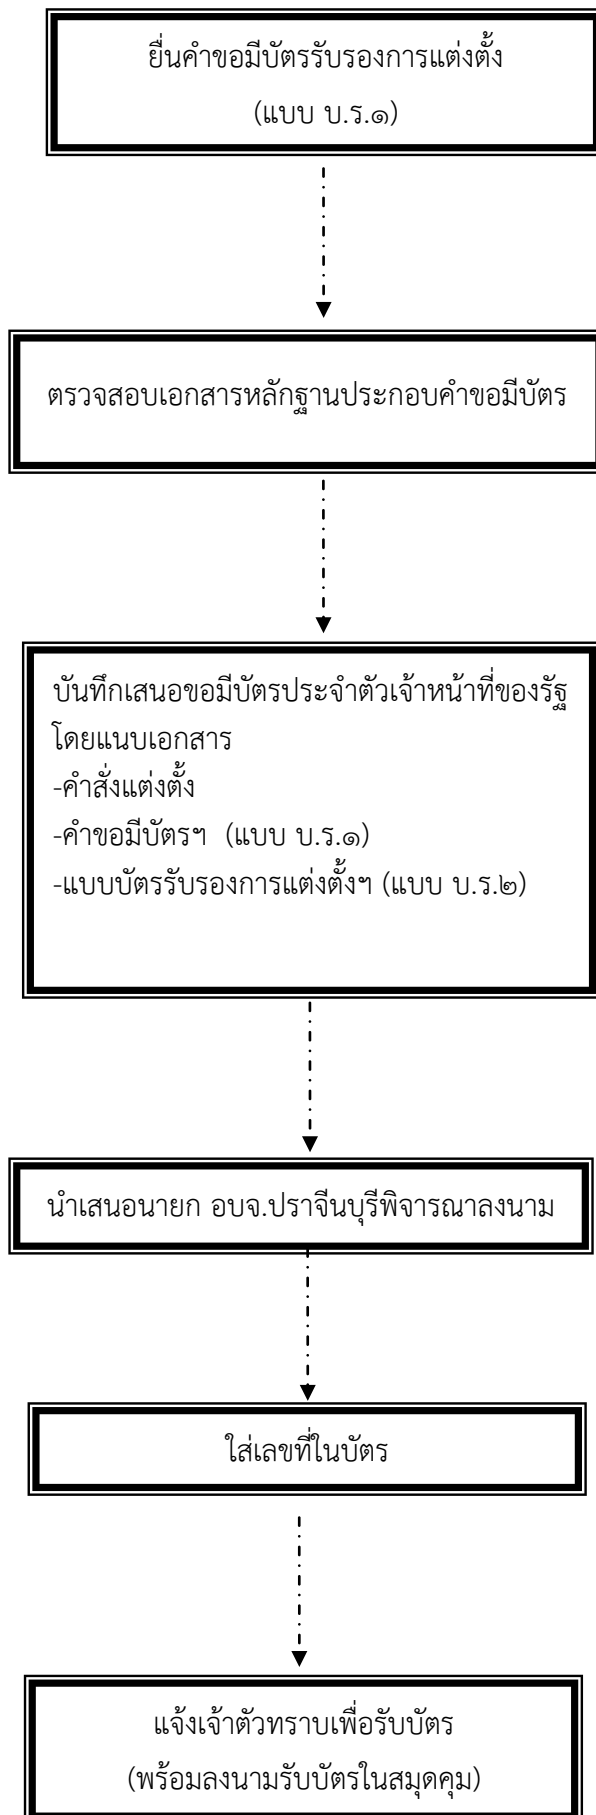 ยื่นคำขอมีบัตรรับรองการแต่งตั้ง
(แบบ บ.ร.๑)
ตรวจสอบเอกสารหลักฐานประกอบคำขอมีบัตร
บันทึกเสนอขอมีบัตรประจำตัวเจ้าหน้าที่ของรัฐ
โดยแนบเอกสาร
-คำสั่งแต่งตั้ง
-คำขอมีบัตรฯ (แบบ บ.ร.๑)
-แบบบัตรรับรองการแต่งตั้งฯ (แบบ บ.ร.๒)
นำเสนอนายก อบจ.ปราจีนบุรีพิจารณาลงนาม
ใส่เลขที่ในบัตร
แจ้งเจ้าตัวทราบเพื่อรับบัตร
(พร้อมลงนามรับบัตรในสมุดคุม)